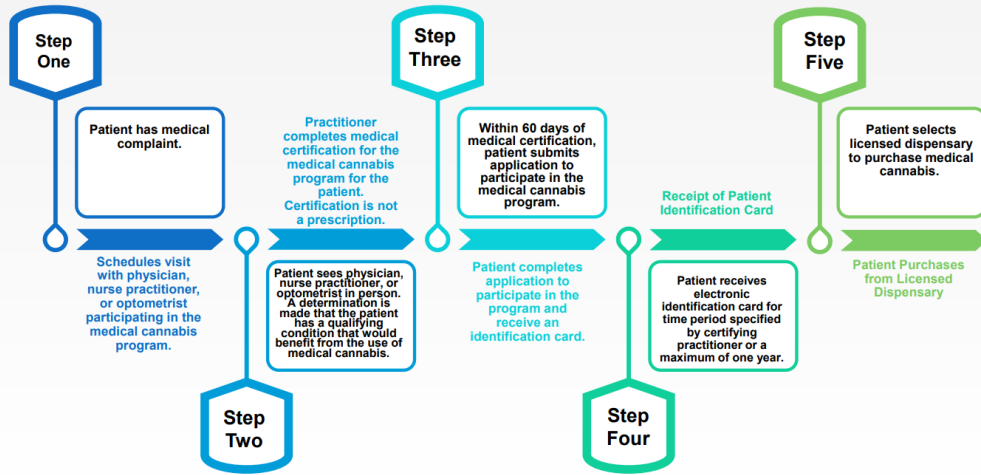 Step
One
Patient has medical
complaint.
Schedules visit
with physician,
nurse practitioner,
or optometrist
participating in the
medical cannabis
program.
Step
Two
Practitioner
completes medical
certification for the
medical cannabis
program for the
patient.
Certification is not
a prescription.
Patient sees physician,
nurse practitioner, or
optometrist in person.
A determination is
made that the patient
has a qualifying
condition that would
benefit from the use of
medical cannabis.
Step
Three
Within 60 days of
medical certification,
patient submits
application to
participate in the
medical cannabis
program.
Patient completes
application to
participate in the
program and
receive an
identification card.
Step
Four
Receipt of Patient
Identification Card
Patient receives
electronic
identification card for
time period specified
by certifying
practitioner or a
maximum of one year.
Step
Five
Patient selects
licensed dispensary
to purchase medical
cannabis.
Patient Purchases
from Licensed
Dispensary